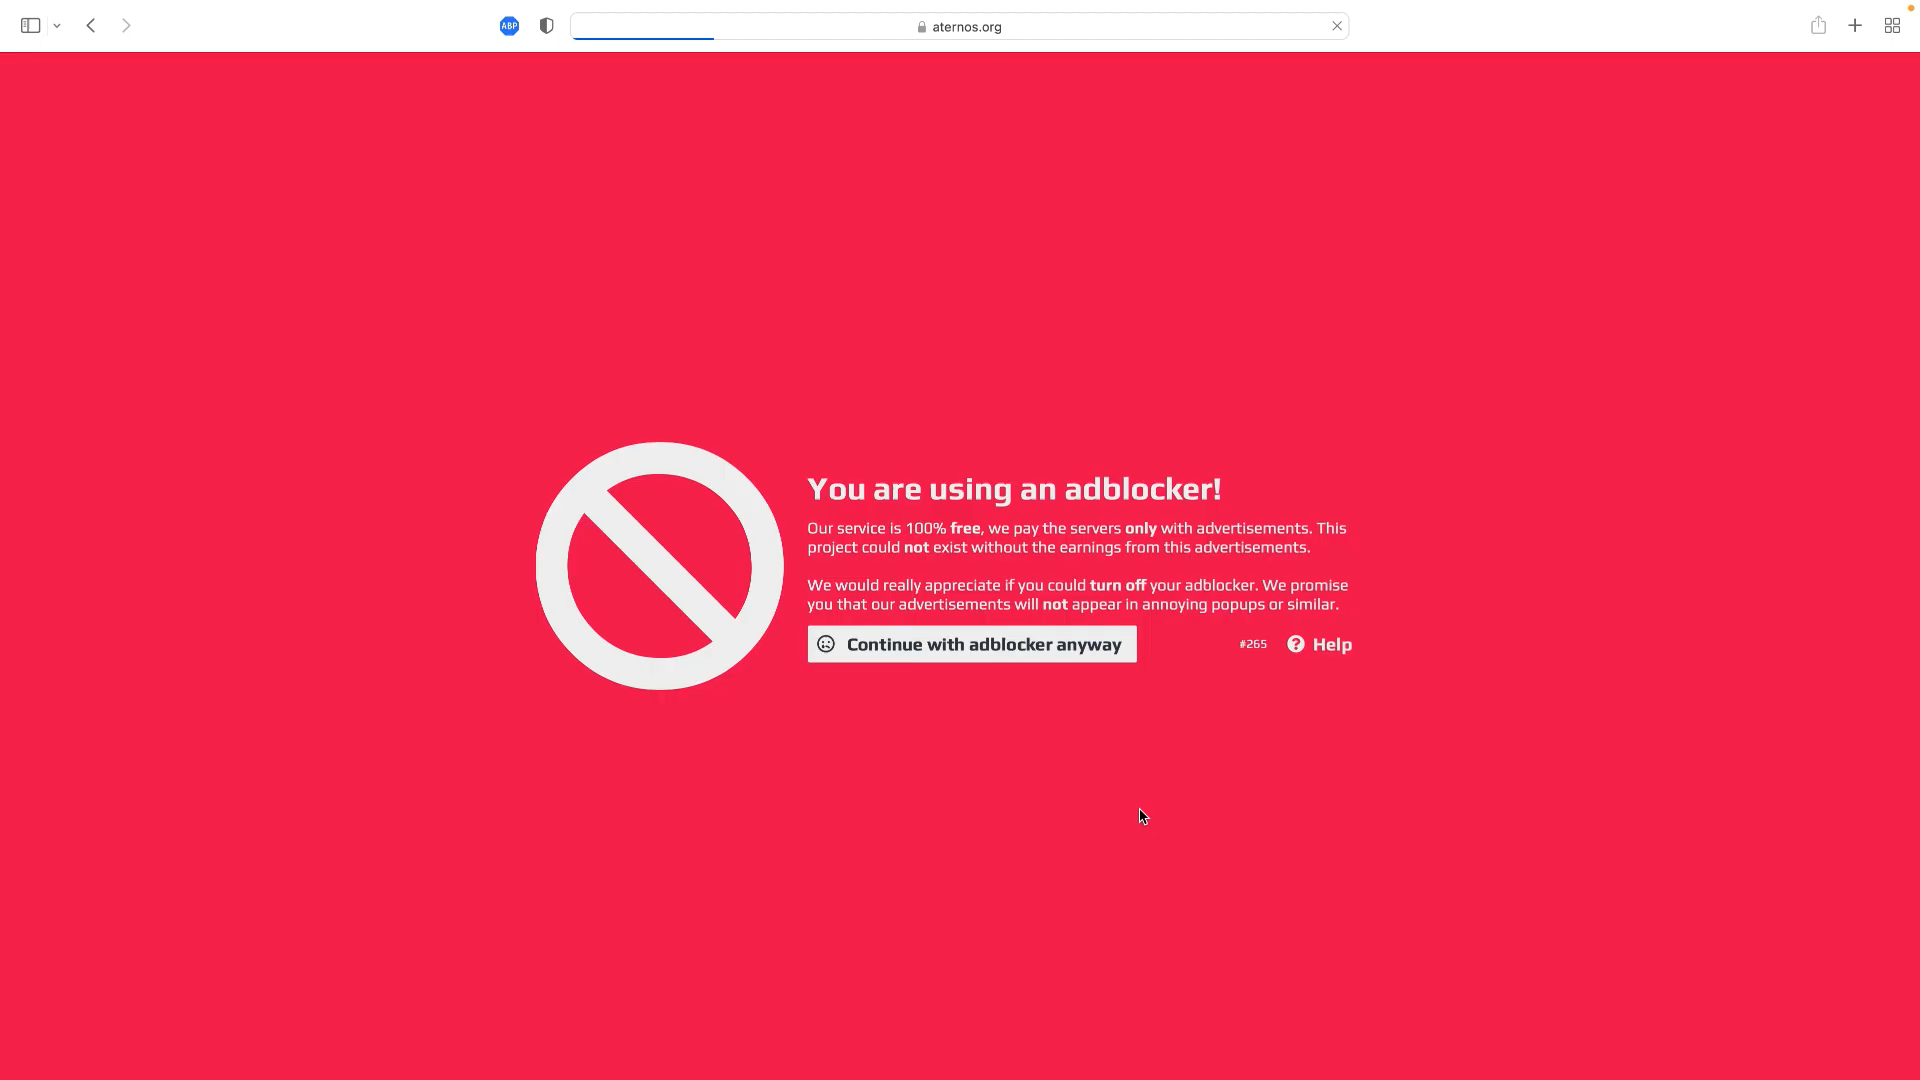 ABP
aternos.org
You are using an adblocker!
Our service is 100% free, we pay the servers only with advertisements. This
project could not exist without the earnings from this advertisements.
We would really appreciate if you could turn off your adblocker. We promise
you that our advertisements will not appear in annoying popups or similar.
Continue with adblocker anyway
#265
Help